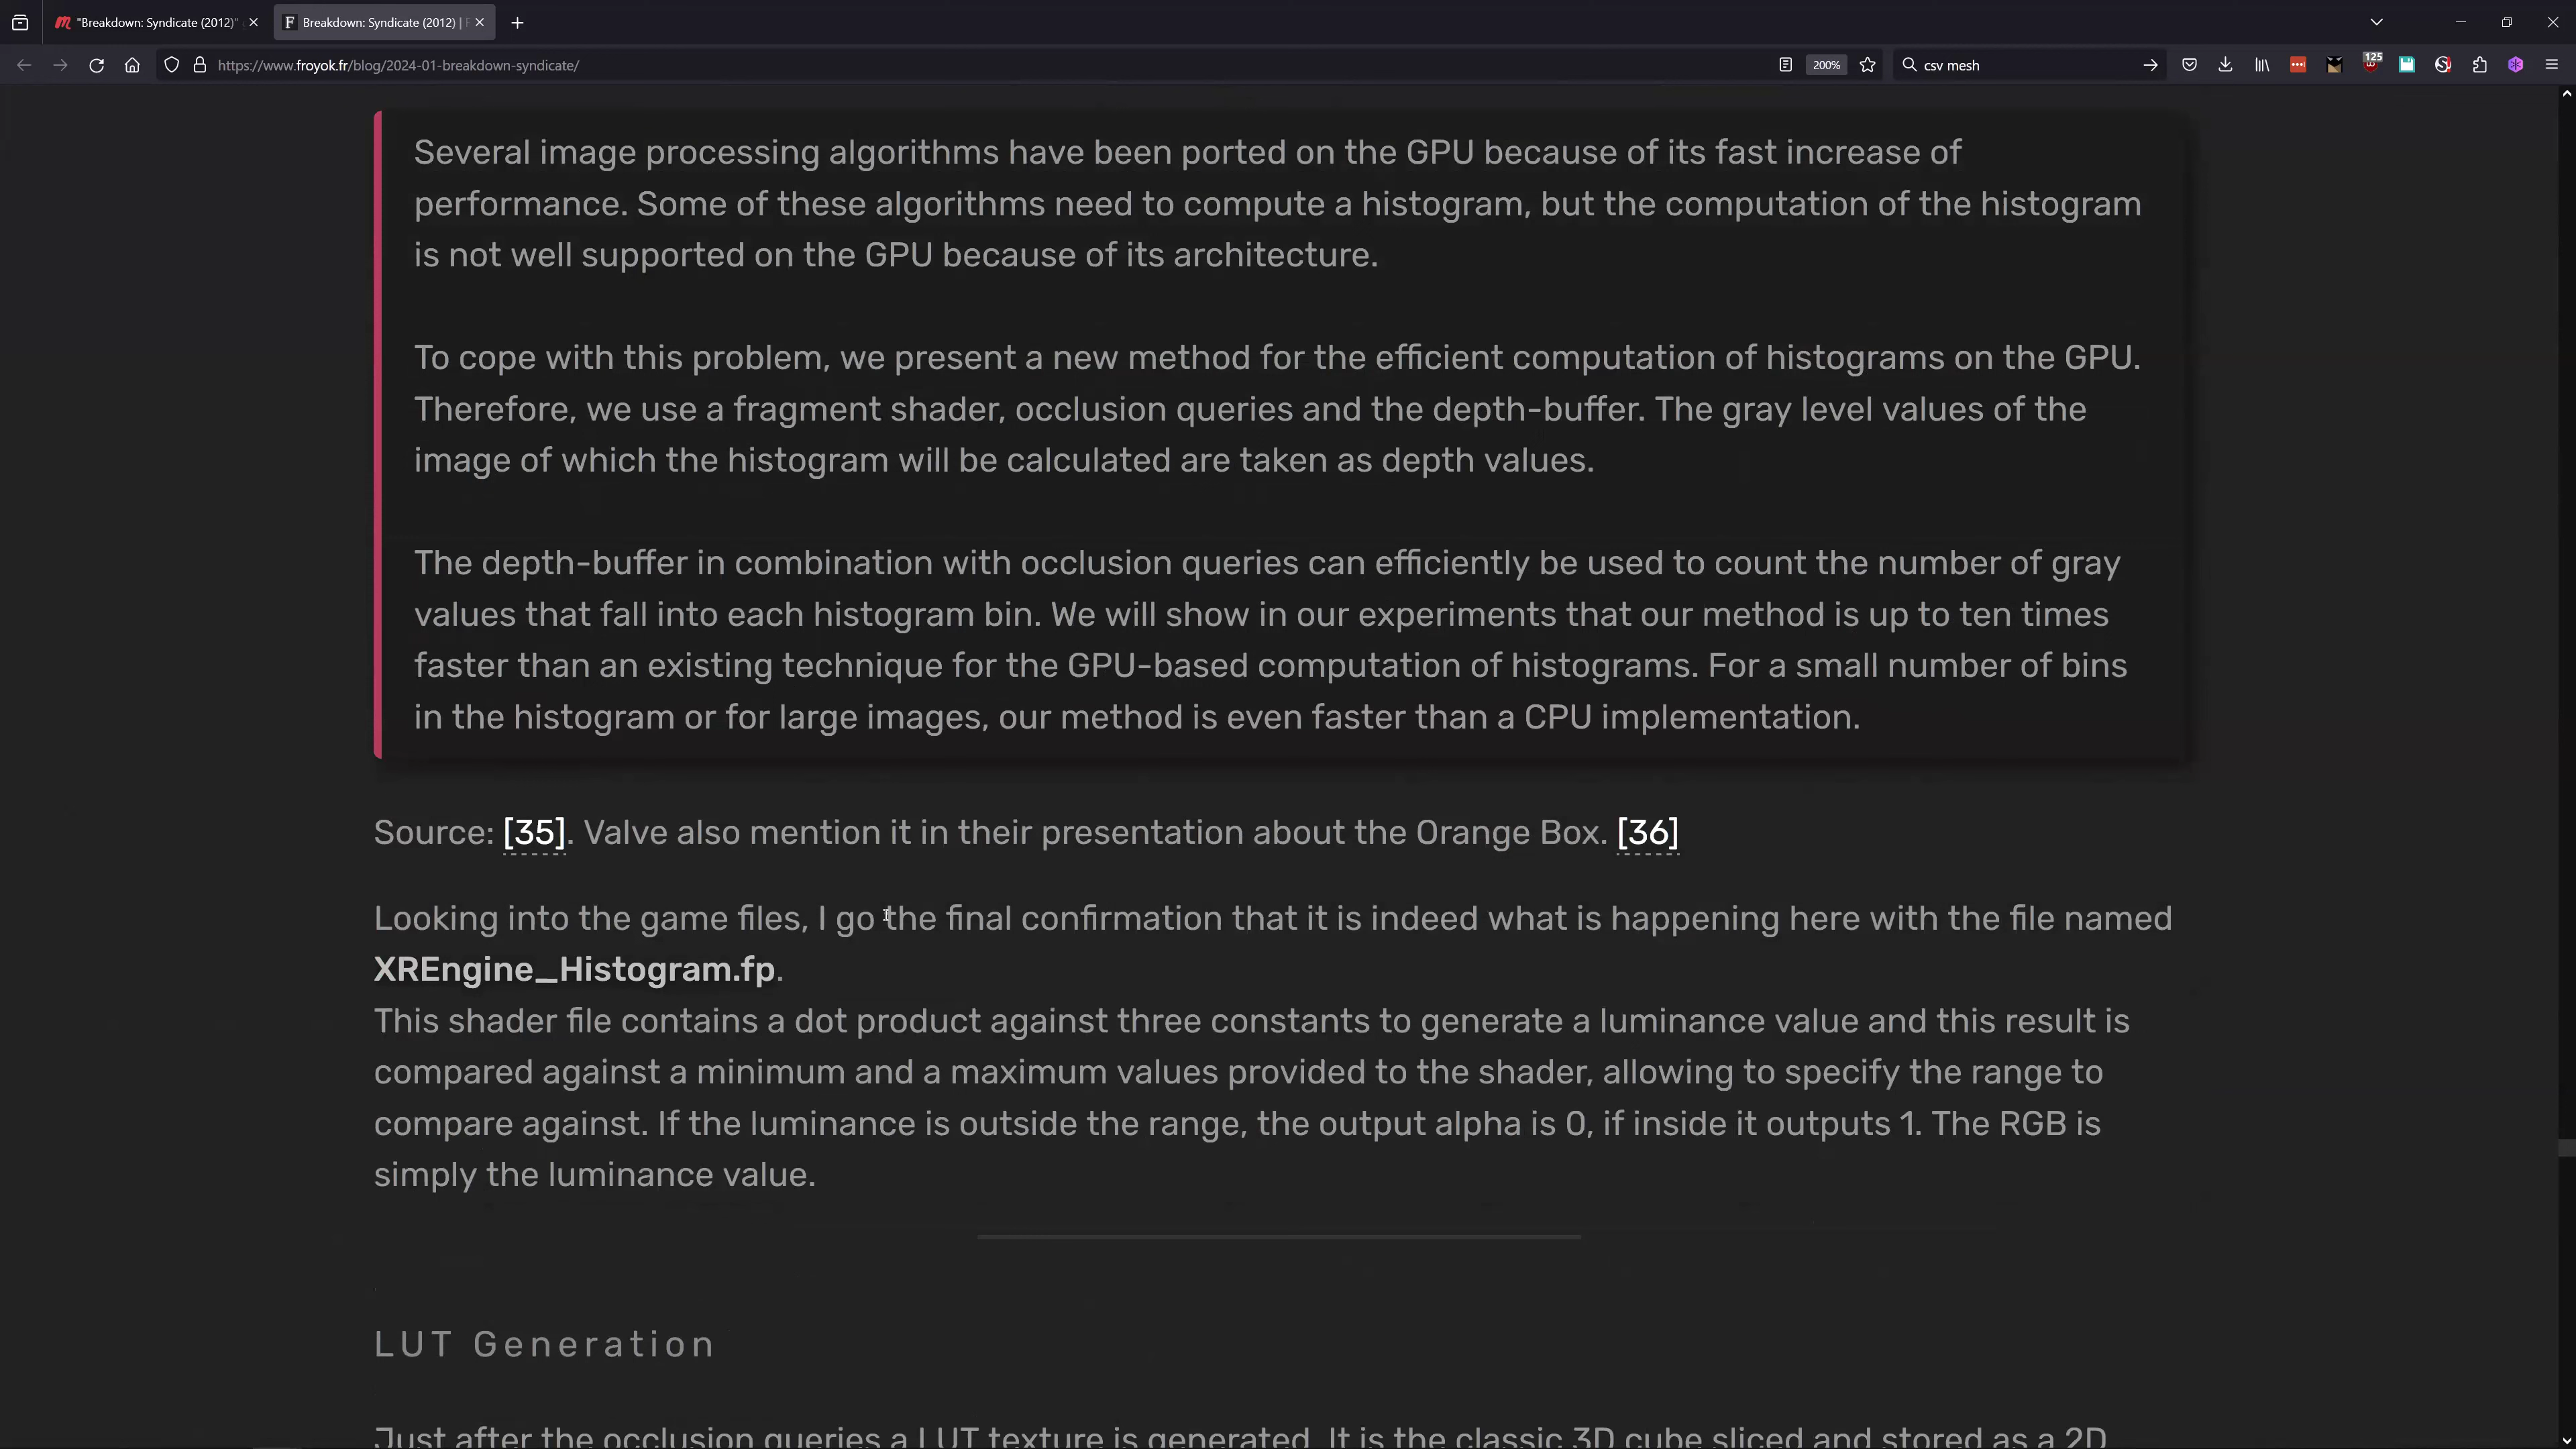 "Breakdown: Syndicate (2012)"
Breakdown: Syndicate (2012) |
https://www.froyok.fr/blog/2024-01-breakdown-syndicate/
200%
csv mesh
125
Several image processing algorithms have been ported on the GPU because of its fast increase of
performance. Some of these algorithms need to compute a histogram, but the computation of the histogram
is not well supported on the GPU because of its architecture.
To cope with this problem, we present a new method for the efficient computation of histograms on the GPU.
Therefore, we use a fragment shader, occlusion queries and the depth-buffer. The gray level values of the
image of which the histogram will be calculated are taken as depth values.
The depth-buffer in combination with occlusion queries can efficiently be used to count the number of gray
values that fall into each histogram bin. We will show in our experiments that our method is up to ten times
faster than an existing technique for the GPU-based computation of histograms. For a small number of bins
in the histogram or for large images, our method is even faster than a CPU implementation.
Source: [35]. Valve also mention it in their presentation about the Orange Box. [36]
Looking into the game files, I go the final confirmation that it is indeed what is happening here with the file named
XREngine_Histogram.fp.
This shader file contains a dot product against three constants to generate a luminance value and this result is
compared against a minimum and a maximum values provided to the shader, allowing to specify the range to
compare against. If the luminance is outside the range, the output alpha is 0, if inside it outputs 1. The RGB is
simply the luminance value.
LUT Generation
Just after the occlusion queries a LUT texture is generated. It is the classic 3D cube sliced and stored as a 2D